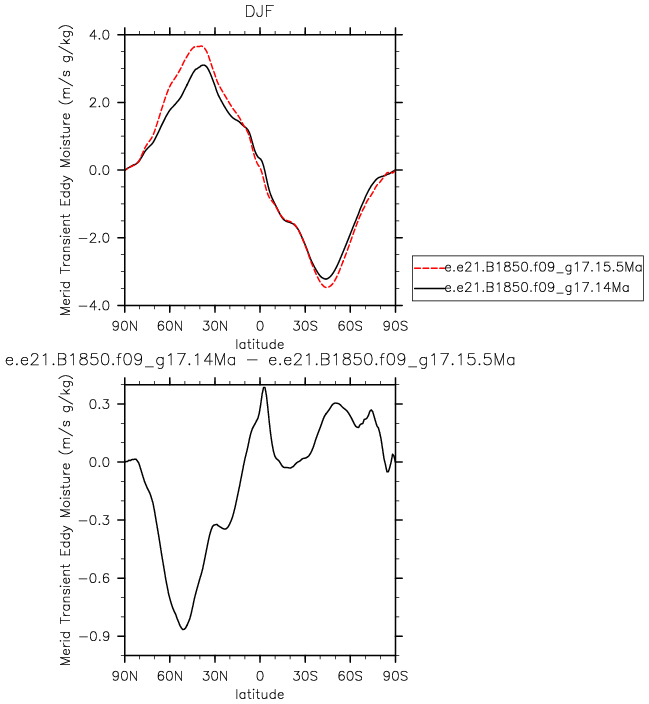 DJF
Merid Transient Eddy Moisture (m/s g/kg)
4.0
2.0
0.0
−2.0
−4.0
90N 60N 30N 0 30S 60S 90S
latitude
e.e21.B1850.f09_g17.15.5Ma
e.e21.B1850.f09_g17.14Ma
e.e21.B1850.f09_g17.14Ma − e.e21.B1850.f09_g17.15.5Ma
Merid Transient Eddy Moisture (m/s g/kg)
0.3
0.0
−0.3
−0.6
−0.9
90N 60N 30N 0 30S 60S 90S
latitude